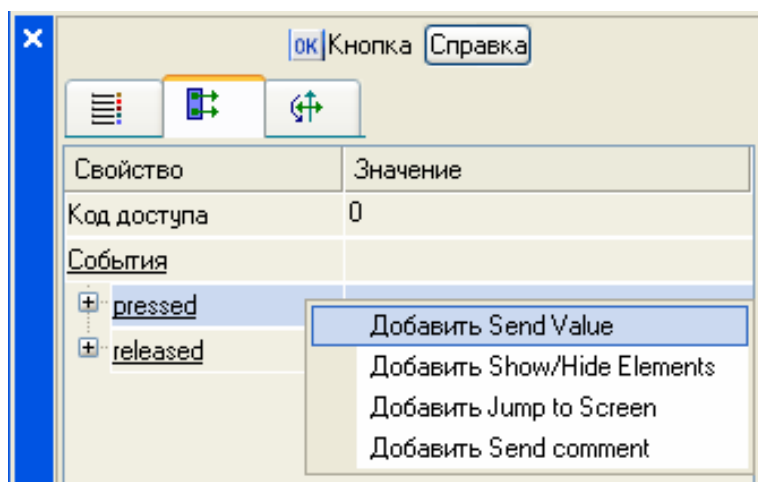 ок Кнопка Справка
Свойство Значение
Код доступа 0
События
pressed
Добавить Send Value
released
Добавить Show/Hide Elements
Добавить Jump to Screen
Добавить Send comment